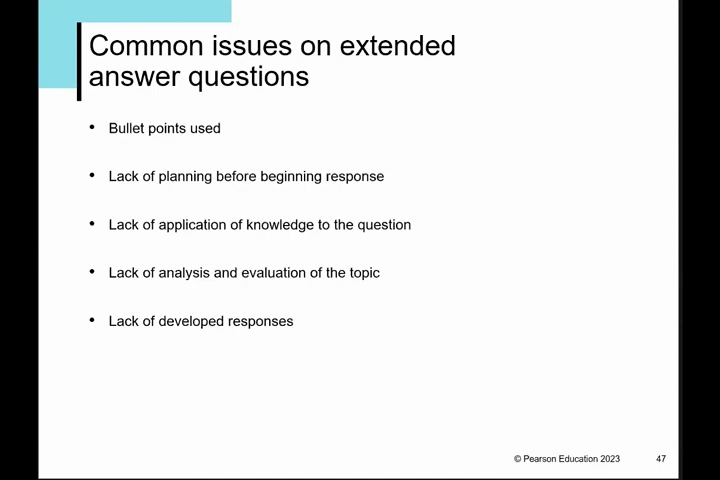 Common issues on extended
answer questions
• Bullet points used
• Lack of planning before beginning response
• Lack of application of knowledge to the question
• Lack of analysis and evaluation of the topic
• Lack of developed responses
© Pearson Education 2023 47